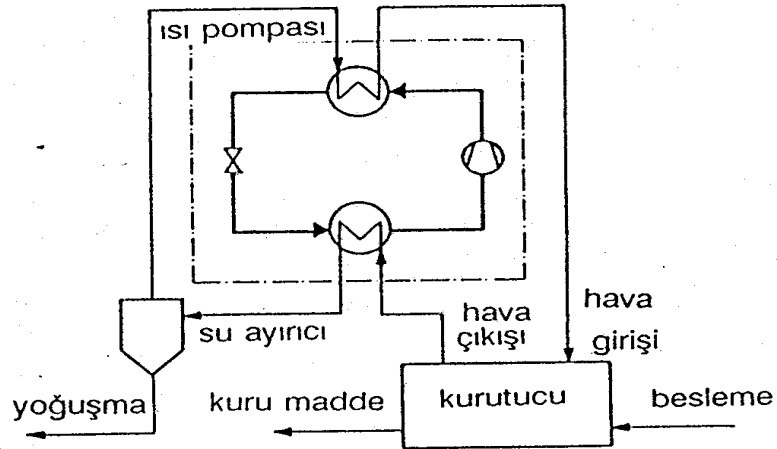 ısı pompası
su ayırıcı
hava
çıkışı
hava
girişi
yoğuşma
kuru madde
kurutucu
besleme